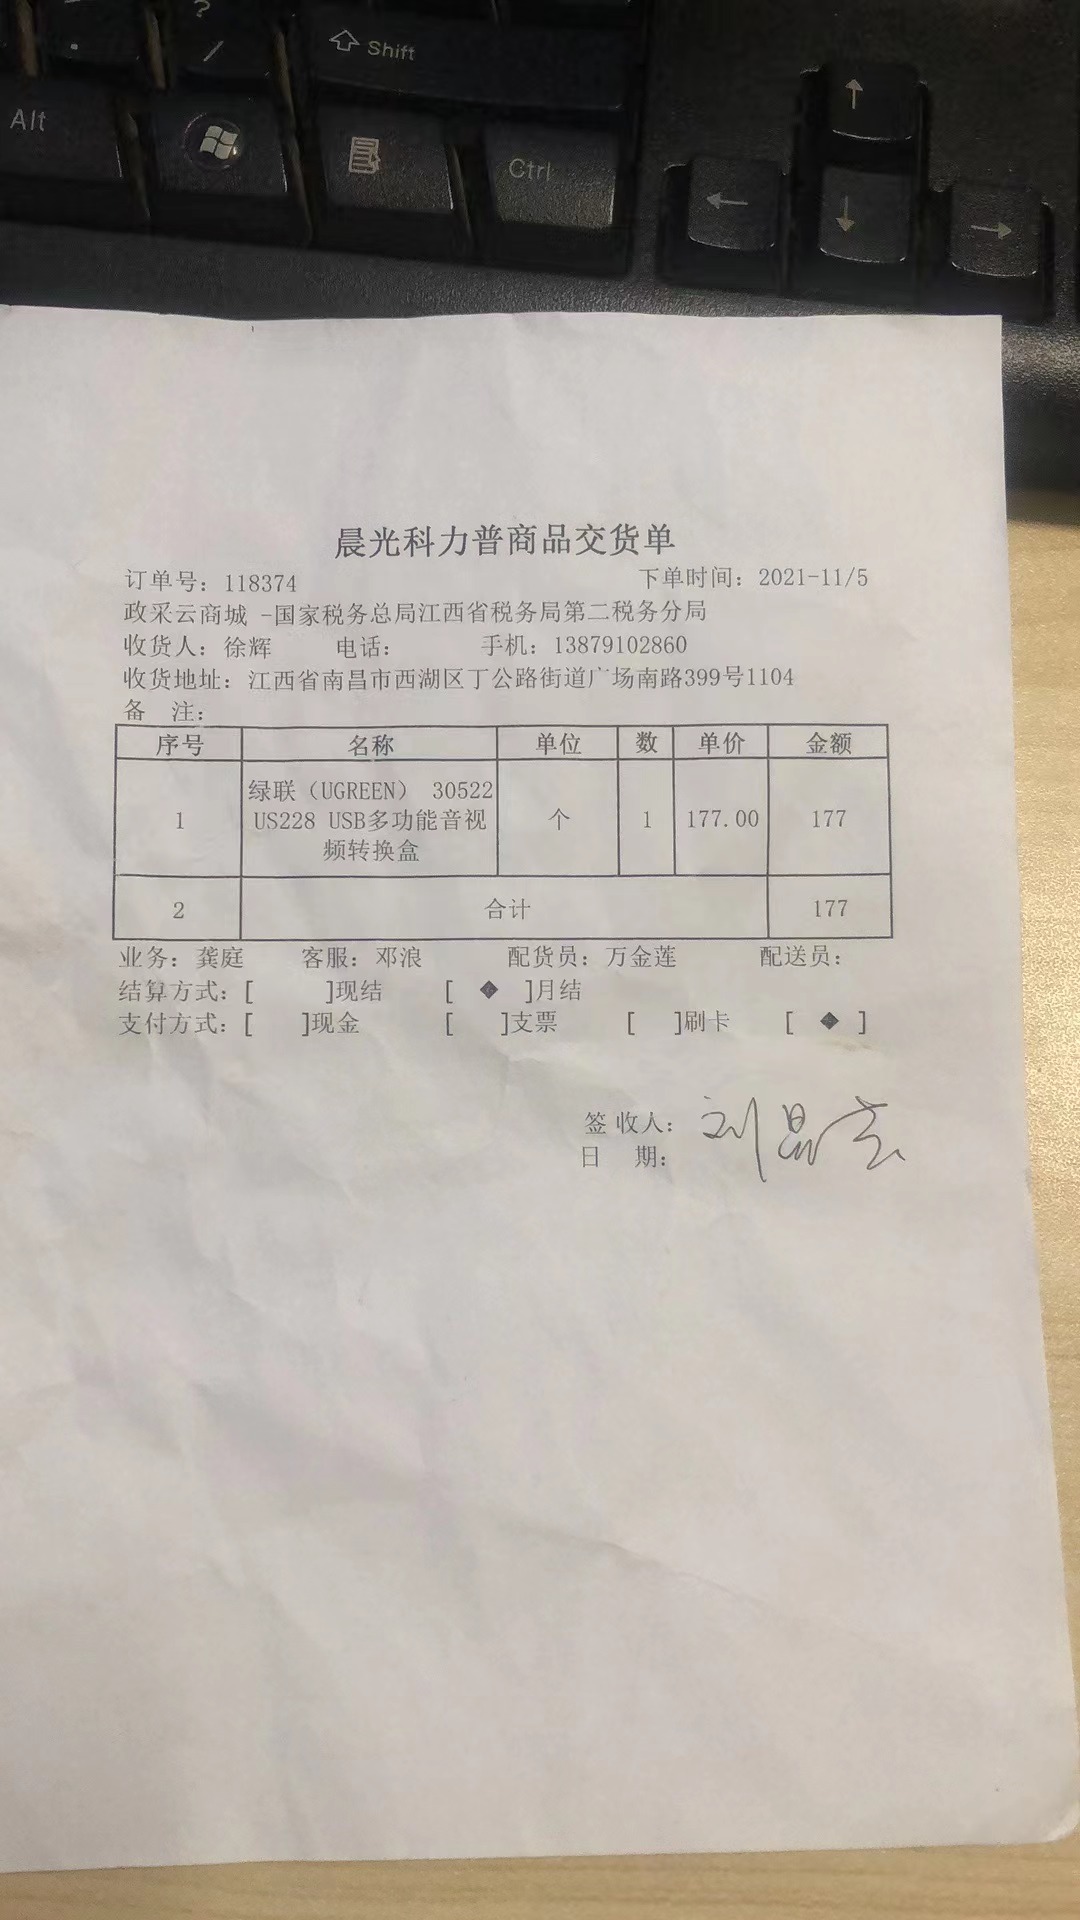 ?
/
Shift
Alt
Ctrl
晨光科力普商品交货单
订单号：118374 下单时间：2021-11/5
政采云商城 -国家税务总局江西省税务局第二税务分局
收货人：徐辉 电话： 手机：13879102860
收货地址：江西省南昌市西湖区丁公路街道广场南路399号1104
备 注：
序号 名称 单位 数 单价 金额
绿联（UGREEN） 30522
1 US228 USB多功能音视 个 1 177.00 177
频转换盒
2 合计 177
业务：龚庭 客服：邓浪 配货员：万金莲 配送员：
结算方式：[ ]现结 [ ◆ ]月结
支付方式：[ ]现金 [ ]支票 [ ]刷卡 [ ◆ ]
签 收人：刘
日 期：